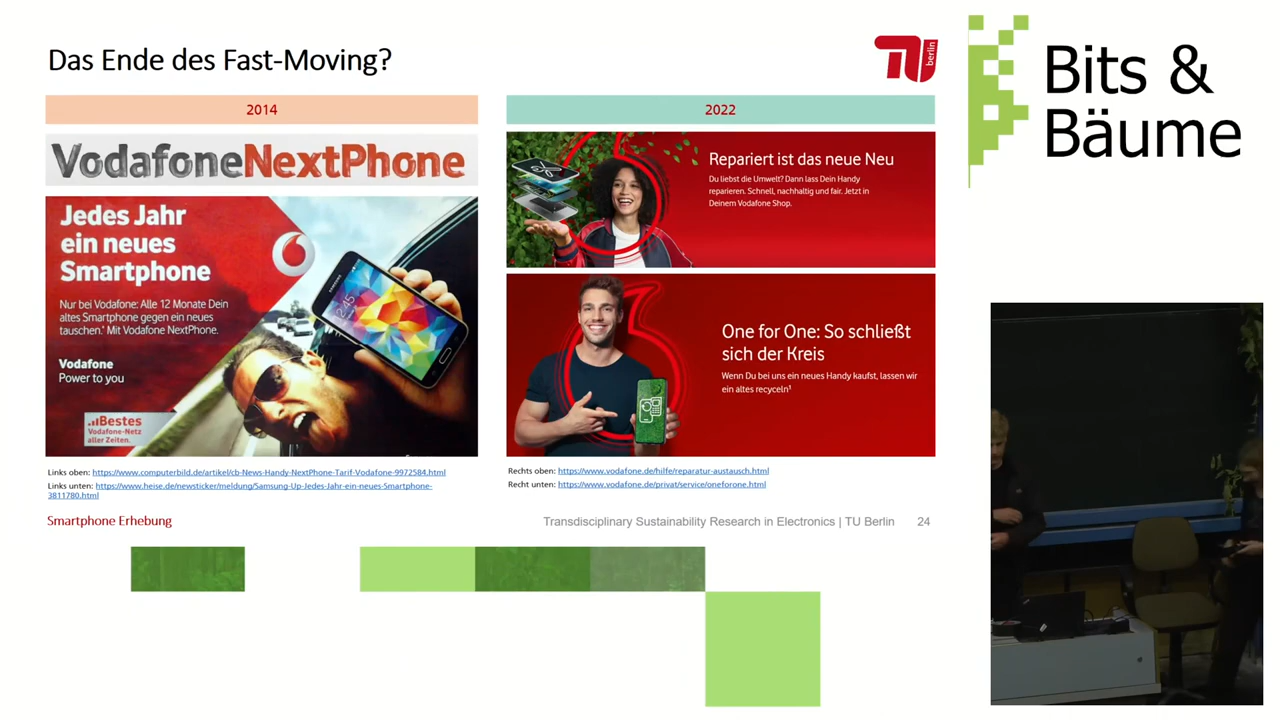 Das Ende des Fast-Moving?
TU berlin
Bits &
Bäume
2014
VodafoneNextPhone
Jedes Jahr
ein neues
Smartphone
Nur bei Vodafone: Alle 12 Monate Dein
altes Smartphone gegen ein neues
tauschen.* Mit Vodafone NextPhone.
Vodafone
Power to you
Bestes
Vodafone-Netz
aller Zeiten.
SAMSUNG
12:45
Links oben: https://www.computerbild.de/artikel/cb-News-Handy-NextPhone-Tarif-Vodafone-9972584.html
Links unten: https://www.heise.de/newsticker/meldung/Samsung-Up-Jedes-Jahr-ein-neues-Smartphone-
3811780.html
2022
Repariert ist das neue Neu
Du liebst die Umwelt? Dann lass Dein Handy
reparieren. Schnell, nachhaltig und fair. Jetzt in
Deinem Vodafone Shop.
One for One: So schließt
sich der Kreis
Wenn Du bei uns ein neues Handy kaufst, lassen wir
ein altes recyceln¹
Rechts oben: https://www.vodafone.de/hilfe/reparatur-austausch.html
Recht unten: https://www.vodafone.de/privat/service/oneforone.html
Smartphone Erhebung
Transdisciplinary Sustainability Research in Electronics | TU Berlin 24